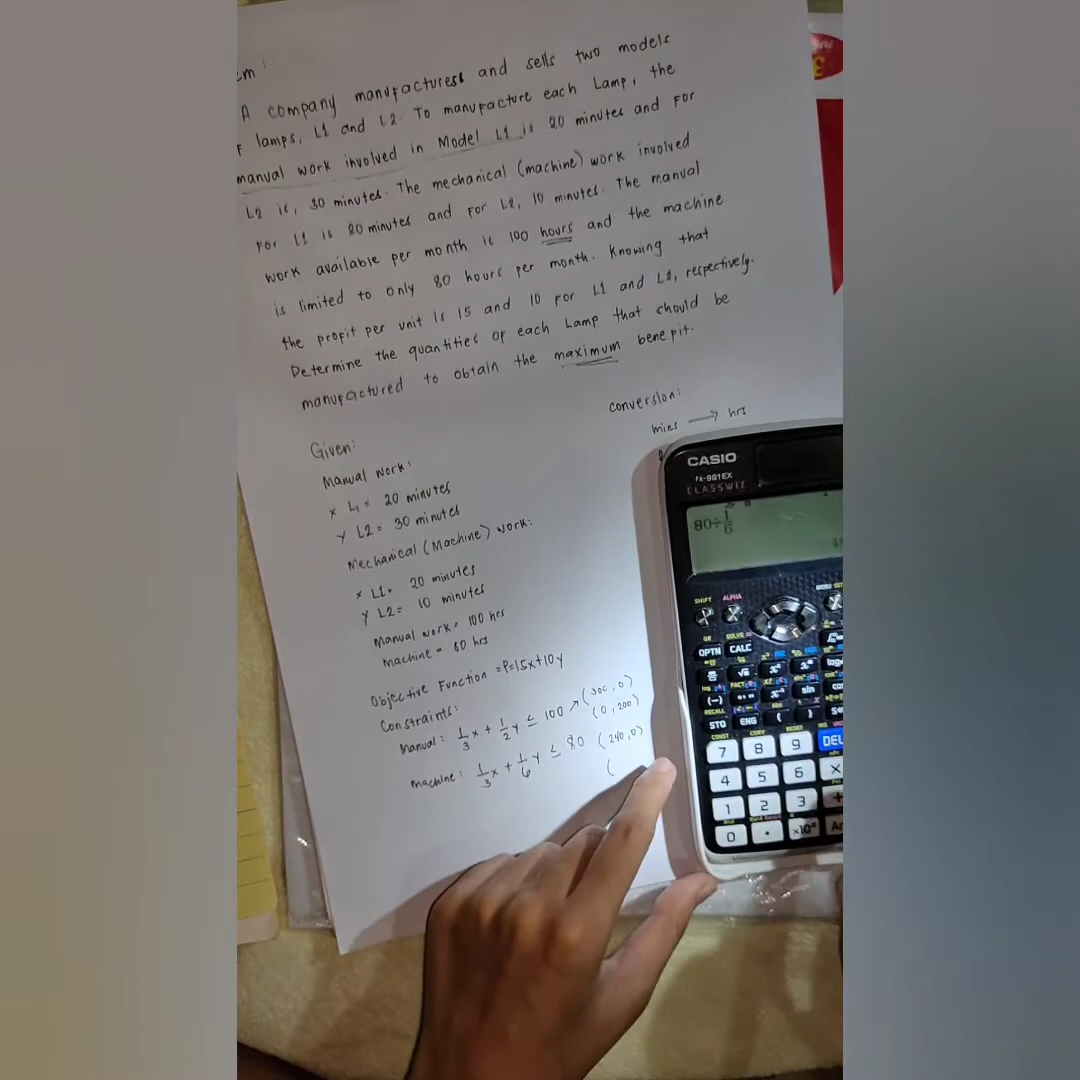 em:
A company manufactures and sells two models
f lamps, L1 and L2. To manufacture each Lamp, the
manual work involved in Model L1 is 20 minutes and for
L2 is, 30 minutes. The mechanical (machine) work involved
For L1 is 20 minutes and for L2, 10 minutes. The manual
work available per month is 100 hours and the machine
is limited to only 80 hours per month. Knowing that
the profit per unit is 15 and 10 for L1 and L2, respectively.
Determine the quantities of each Lamp that should be
manufactured to obtain the maximum benefit.
Conversion:
mins → hrs
Given:
Manual work:
x L1 = 20 minutes
y L2 = 30 minutes
Mechanical (Machine) work:
x L1 = 20 minutes
y L2 = 10 minutes
Manual work = 100 hrs
machine = 80 hrs
Objective Function = P=15x+10y
Constraints:
Manual: 1/3 x + 1/2 y ≤ 100 ↗ (300, 0)
(0, 200)
machine: 1/3 x + 1/6 y ≤ 80 (240, 0)
(
CASIO
fx-991EX
CLASSWIZ
80÷1/6
SHIFT ALPHA
OPTN CALC
SOLVE
sin
RECALL
STO ENG ( )
7 8 9 DEL
4 5 6 ×
1 2 3 +
0 . ×10ˣ An